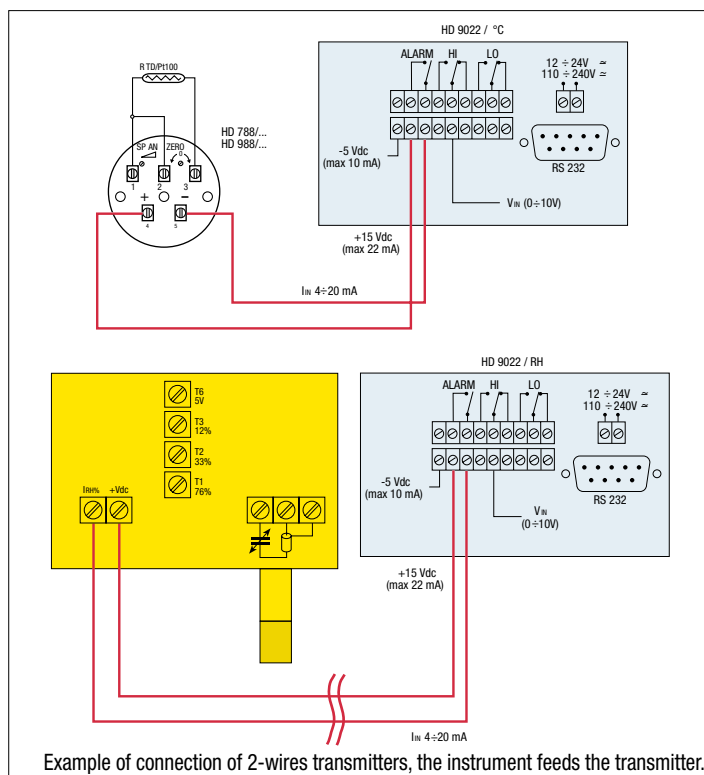 HD 9022 / °C
ALARM HI LO
12 ÷ 24V ≃
110 ÷ 240V ≃
R TD/Pt100
HD 788/...
HD 988/...
SP AN ZERO
0
1 2 3
+ −
4 5
-5 Vdc
(max 10 mA)
RS 232
VIN (0÷10V)
+15 Vdc
(max 22 mA)
IIN 4÷20 mA
HD 9022 / RH
ALARM HI LO
12 ÷ 24V ≃
110 ÷ 240V ≃
T6
5V
T3
12%
T2
33%
T1
76%
IRH% +Vdc
-5 Vdc
(max 10 mA)
RS 232
VIN
(0÷10V)
+15 Vdc
(max 22 mA)
IIN 4÷20 mA
Example of connection of 2-wires transmitters, the instrument feeds the transmitter.